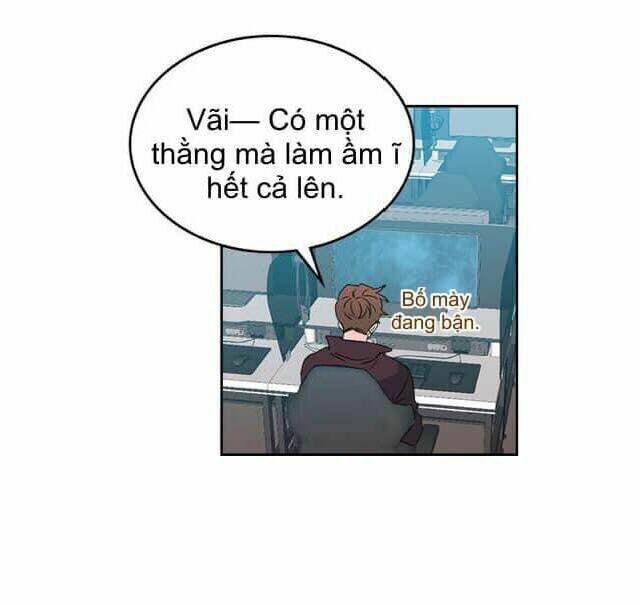 Vãi— Có một
thằng mà làm ầm ĩ
hết cả lên.
Bố mày
đang bận.